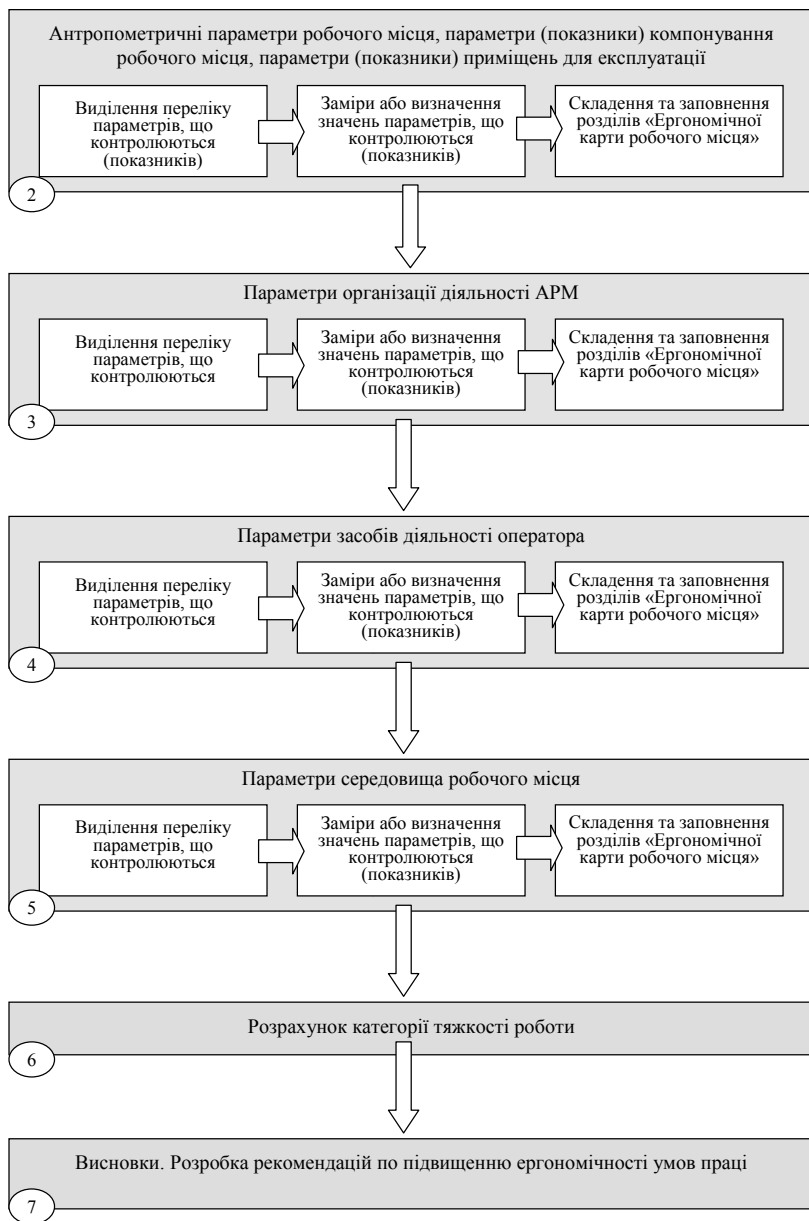 Антропометричні параметри робочого місця, параметри (показники) компонування
робочого місця, параметри (показники) приміщень для експлуатації
Виділення переліку
параметрів, що
контролюються
(показників)
Заміри або визначення
значень параметрів, що
контролюються
(показників)
Складення та заповнення
розділів «Ергономічної
карти робочого місця»
2
Параметри організації діяльності АРМ
Виділення переліку
параметрів, що
контролюються
Заміри або визначення
значень параметрів, що
контролюються
(показників)
Складення та заповнення
розділів «Ергономічної
карти робочого місця»
3
Параметри засобів діяльності оператора
Виділення переліку
параметрів, що
контролюються
Заміри або визначення
значень параметрів, що
контролюються
(показників)
Складення та заповнення
розділів «Ергономічної
карти робочого місця»
4
Параметри середовища робочого місця
Виділення переліку
параметрів, що
контролюються
Заміри або визначення
значень параметрів, що
контролюються
(показників)
Складення та заповнення
розділів «Ергономічної
карти робочого місця»
5
Розрахунок категорії тяжкості роботи
6
Висновки. Розробка рекомендацій по підвищенню ергономічності умов праці
7